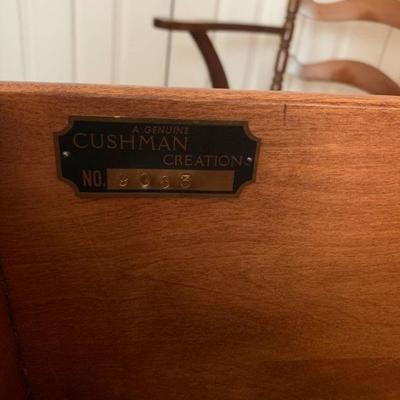 A GENUINE
CUSHMAN
CREATION
NO.